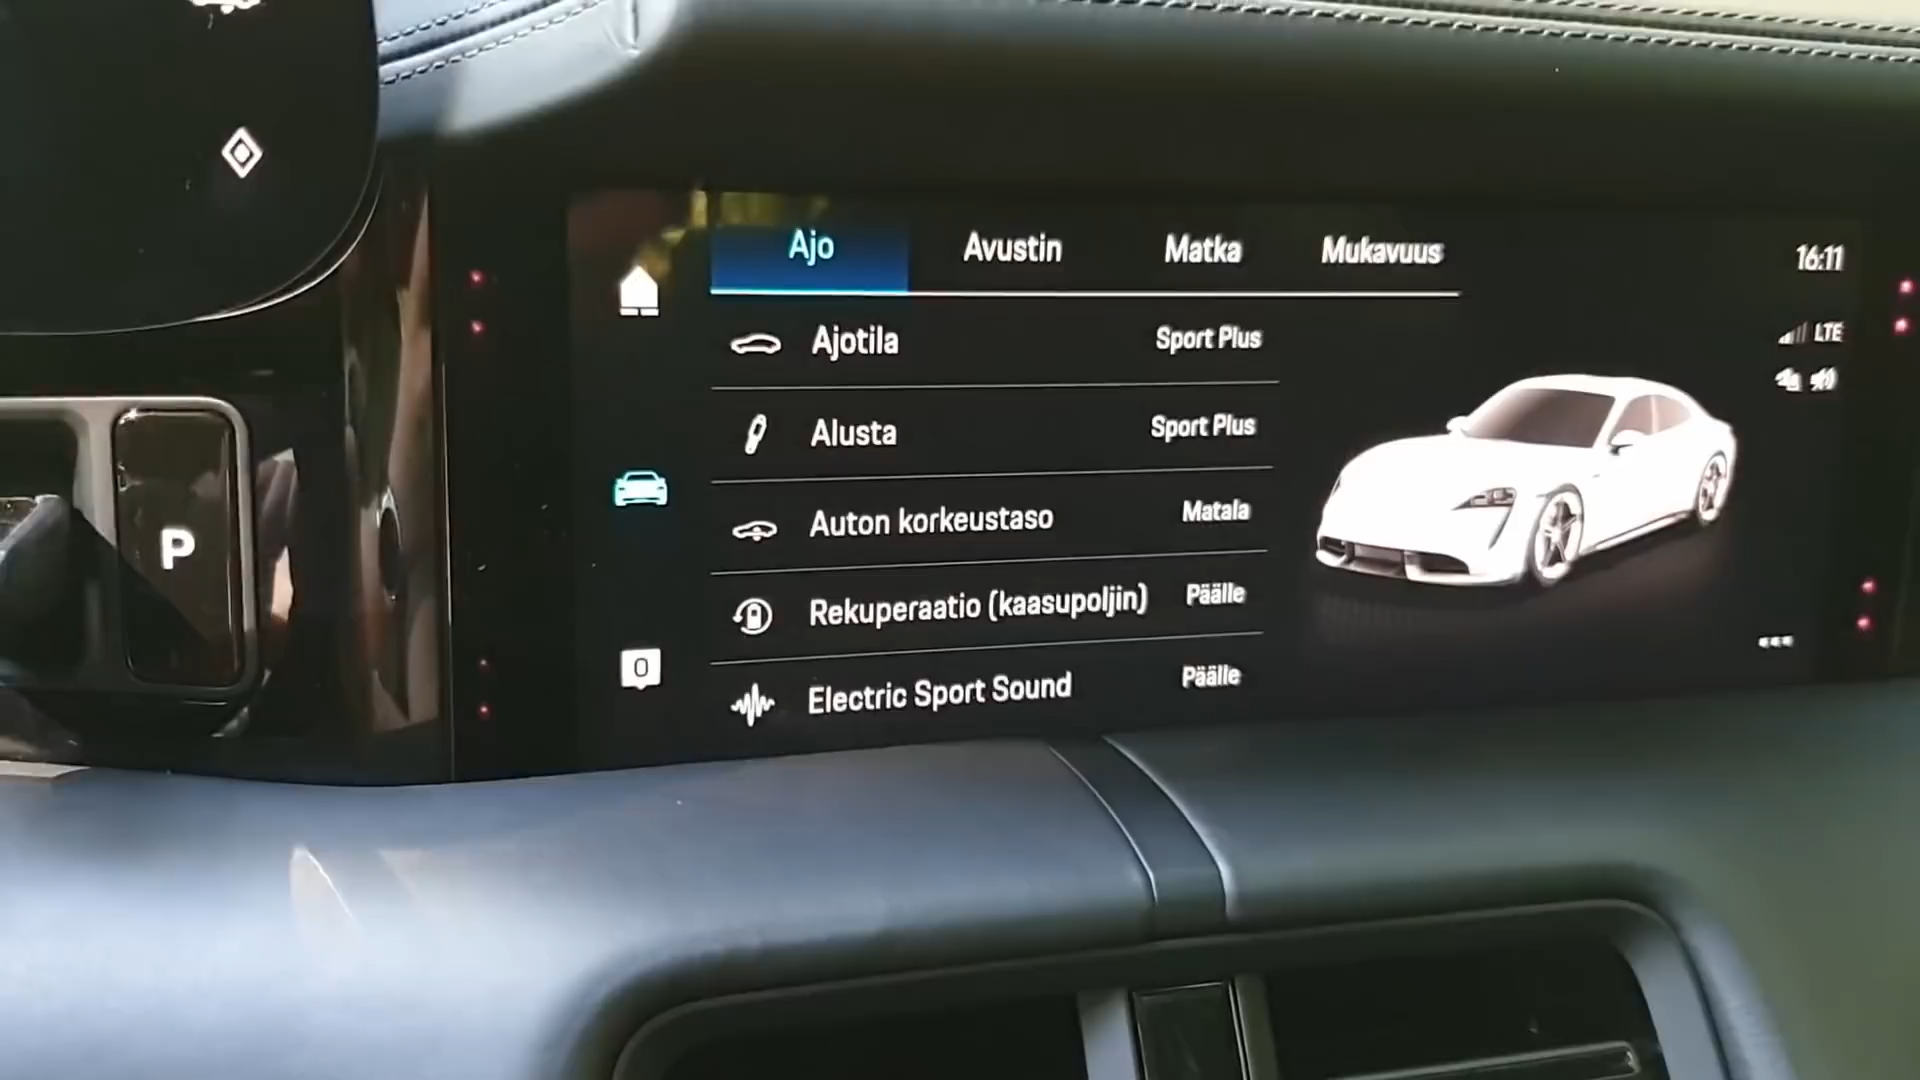 Ajo Avustin Matka Mukavuus
16:11
Ajotila Sport Plus
LTE
Alusta Sport Plus
Auton korkeustaso Matala
P
Rekuperaatio (kaasupoljin) Päälle
0
Electric Sport Sound Päälle